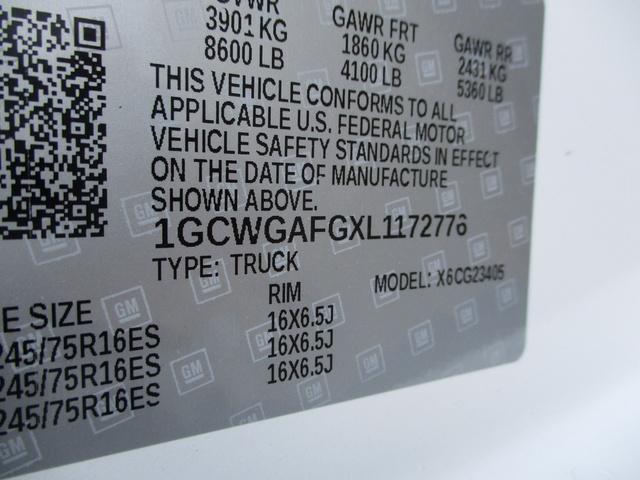 GVWR
3901 KG
8600 LB
GAWR FRT
1860 KG
4100 LB
GAWR RR
2431 KG
5360 LB
THIS VEHICLE CONFORMS TO ALL
APPLICABLE U.S. FEDERAL MOTOR
VEHICLE SAFETY STANDARDS IN EFFECT
ON THE DATE OF MANUFACTURE
SHOWN ABOVE.
1GCWGAFGXL1172776
TYPE: TRUCK
MODEL: X6CG23405
E SIZE
RIM
245/75R16ES
16X6.5J
245/75R16ES
16X6.5J
245/75R16ES
16X6.5J